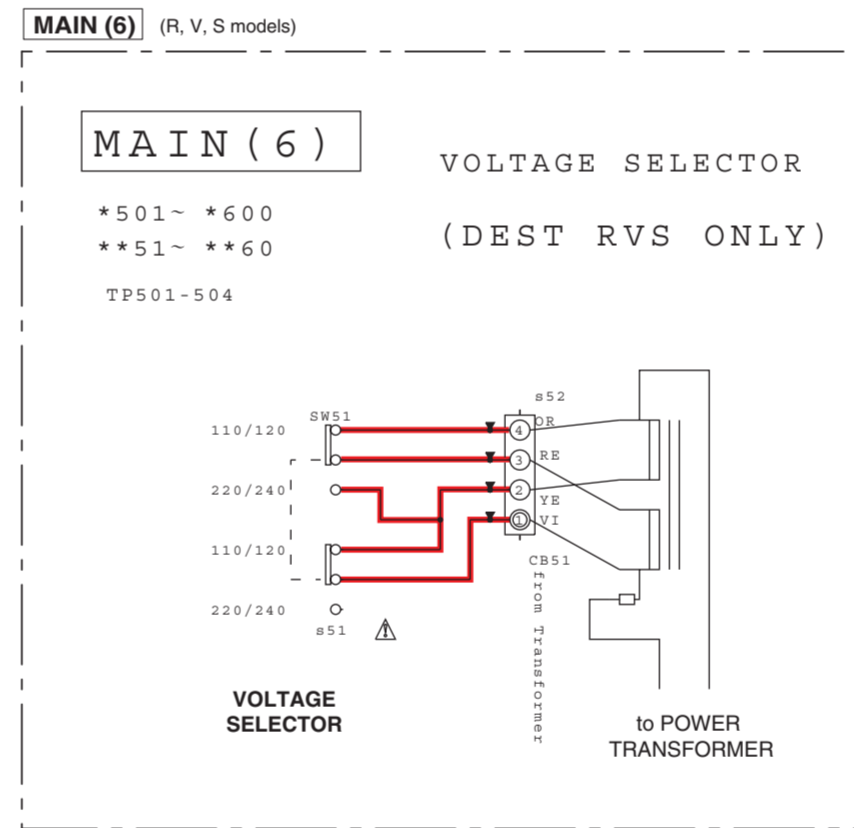 MAIN (6) (R, V, S models)
MAIN(6)
VOLTAGE SELECTOR
*501~ *600
(DEST RVS ONLY)
**51~ **60
TP501-504
s52
SW51
OR
110/120
4
3
RE
220/240
2
YE
1
VI
110/120
CB51
220/240
s51
from Transformer
VOLTAGE
SELECTOR
to POWER
TRANSFORMER